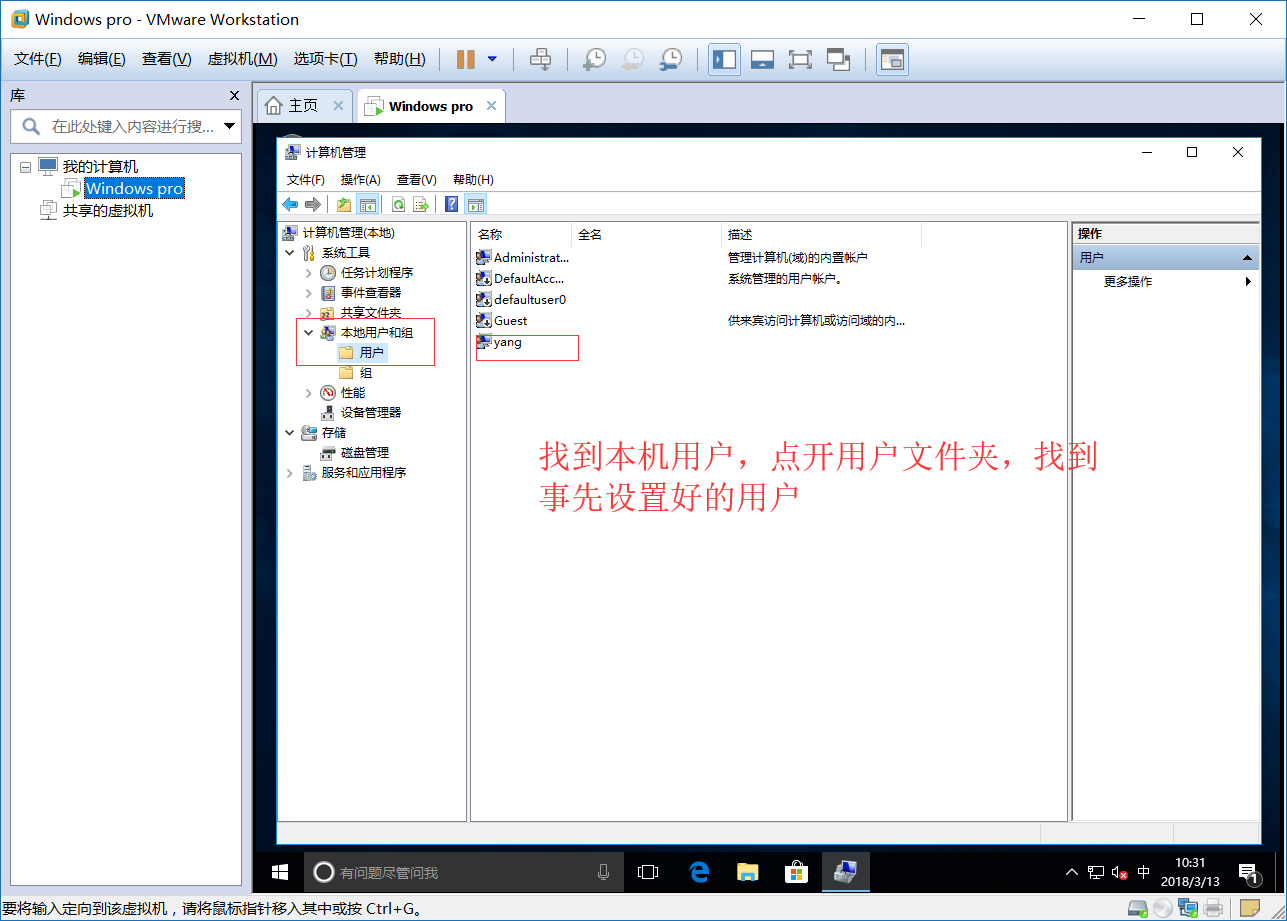 Windows pro - VMware Workstation
文件(F) 编辑(E) 查看(V) 虚拟机(M) 选项卡(T) 帮助(H)
库
在此处键入内容进行搜...
我的计算机
Windows pro
共享的虚拟机
主页
Windows pro
计算机管理
文件(F) 操作(A) 查看(V) 帮助(H)
计算机管理(本地)
系统工具
任务计划程序
事件查看器
共享文件夹
本地用户和组
用户
组
性能
设备管理器
存储
磁盘管理
服务和应用程序
名称 全名 描述
Administrat... 管理计算机(域)的内置帐户
DefaultAcc... 系统管理的用户帐户。
defaultuser0
Guest 供来宾访问计算机或访问域的内...
yang
找到本机用户，点开用户文件夹，找到
事先设置好的用户
操作
用户
更多操作
有问题尽管问我
中
10:31
2018/3/13
1
要将输入定向到该虚拟机，请将鼠标指针移入其中或按 Ctrl+G。